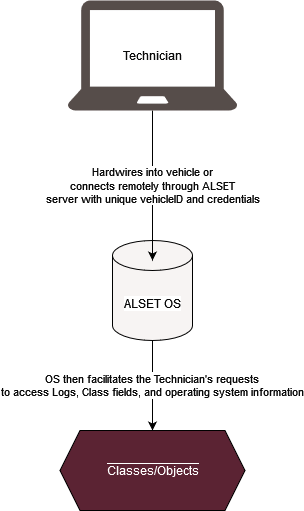 Technician
Hardwires into vehicle or
connects remotely through ALSET
server with unique vehicleID and credentials
ALSET OS
OS then facilitates the Technician's requests
to access Logs, Class fields, and operating system information
Classes/Objects